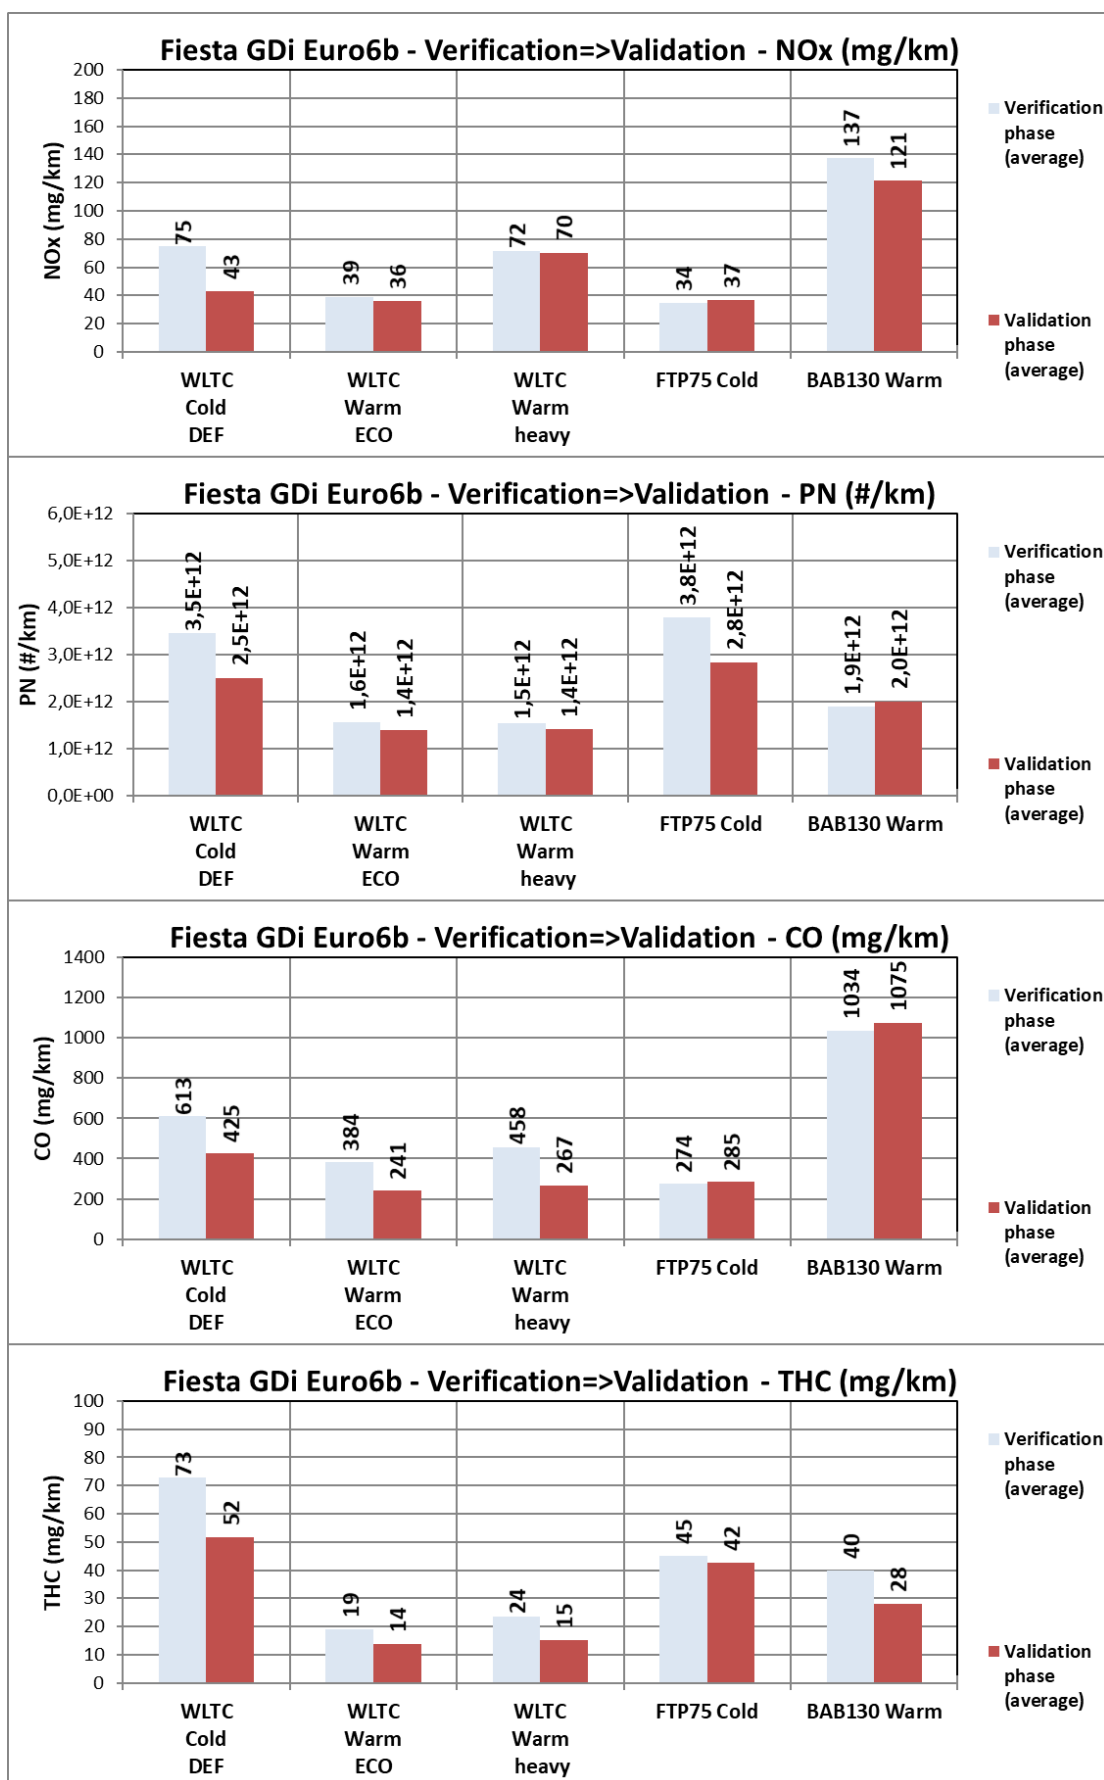 Fiesta GDi Euro6b - Verification=>Validation - NOx (mg/km)
NOx (mg/km)
200
180
160
140
120
100
80
60
40
20
0
75
43
39
36
72
70
34
37
137
121
WLTC
Cold
DEF
WLTC
Warm
ECO
WLTC
Warm
heavy
FTP75 Cold
BAB130 Warm
Verification
phase
(average)
Validation
phase
(average)
Fiesta GDi Euro6b - Verification=>Validation - PN (#/km)
PN (#/km)
6,0E+12
5,0E+12
4,0E+12
3,0E+12
2,0E+12
1,0E+12
0,0E+00
3,5E+12
2,5E+12
1,6E+12
1,4E+12
1,5E+12
1,4E+12
3,8E+12
2,8E+12
1,9E+12
2,0E+12
WLTC
Cold
DEF
WLTC
Warm
ECO
WLTC
Warm
heavy
FTP75 Cold
BAB130 Warm
Verification
phase
(average)
Validation
phase
(average)
Fiesta GDi Euro6b - Verification=>Validation - CO (mg/km)
CO (mg/km)
1400
1200
1000
800
600
400
200
0
613
425
384
241
458
267
274
285
1034
1075
WLTC
Cold
DEF
WLTC
Warm
ECO
WLTC
Warm
heavy
FTP75 Cold
BAB130 Warm
Verification
phase
(average)
Validation
phase
(average)
Fiesta GDi Euro6b - Verification=>Validation - THC (mg/km)
THC (mg/km)
100
90
80
70
60
50
40
30
20
10
0
73
52
19
14
24
15
45
42
40
28
WLTC
Cold
DEF
WLTC
Warm
ECO
WLTC
Warm
heavy
FTP75 Cold
BAB130 Warm
Verification
phase
(average)
Validation
phase
(average)